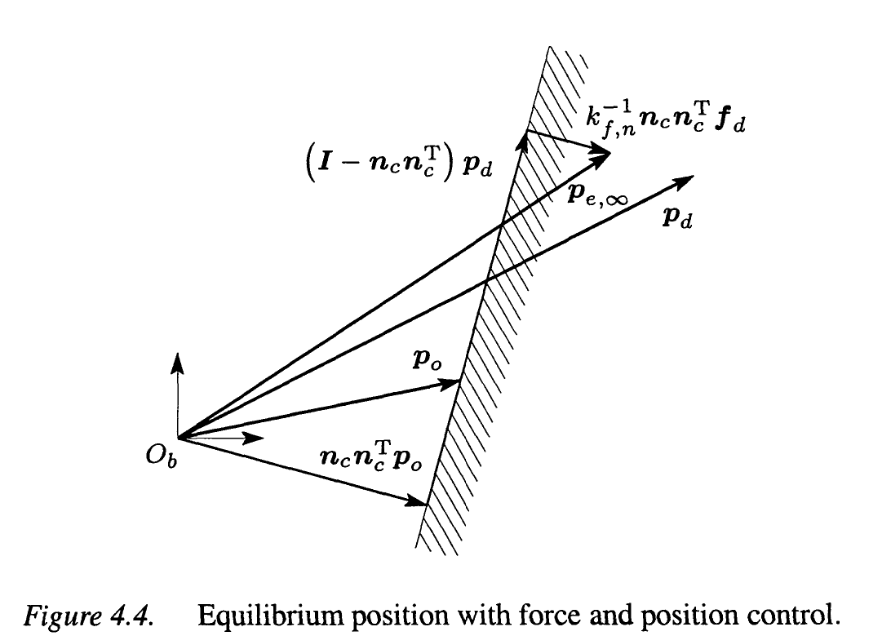 k_{f,n}^{-1} n_c n_c^T f_d
(I − n_c n_c^T) p_d
p_{e,∞}
p_d
p_o
O_b
n_c n_c^T p_o
Figure 4.4. Equilibrium position with force and position control.